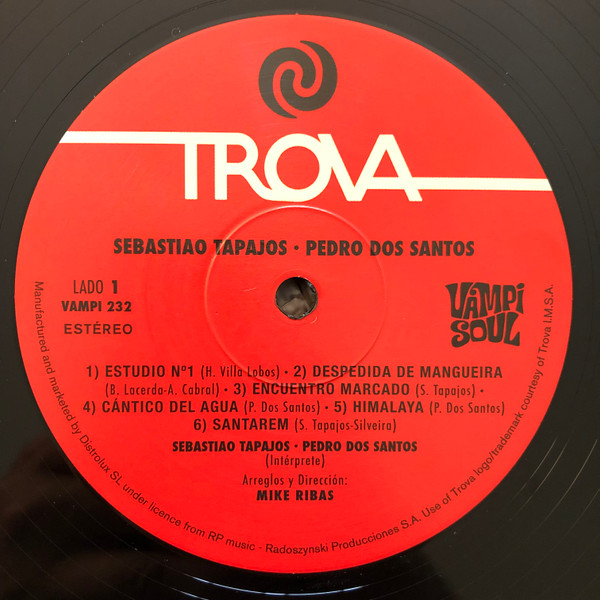 TROVA
SEBASTIAO TAPAJOS · PEDRO DOS SANTOS
LADO 1
VAMPI 232
ESTÉREO
VAMPI
SOUL
1) ESTUDIO Nº1 (H. Villa Lobos) · 2) DESPEDIDA DE MANGUEIRA
(B. Lacerda-A. Cabral) · 3) ENCUENTRO MARCADO (S. Tapajos) ·
4) CÁNTICO DEL AGUA (P. Dos Santos) · 5) HIMALAYA (P. Dos Santos)
6) SANTAREM (S. Tapajos-Silveira)
SEBASTIAO TAPAJOS · PEDRO DOS SANTOS
(Intérprete)
Arreglos y Dirección:
MIKE RIBAS
Manufactured and marketed by Distrolux SL under licence from RP music · Radoszynski Producciones S.A. Use of Trova logo/trademark courtesy of Trova I.M.S.A.